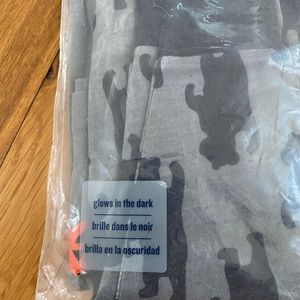 glows in the dark
brille dans le noir
brilla en la oscuridad